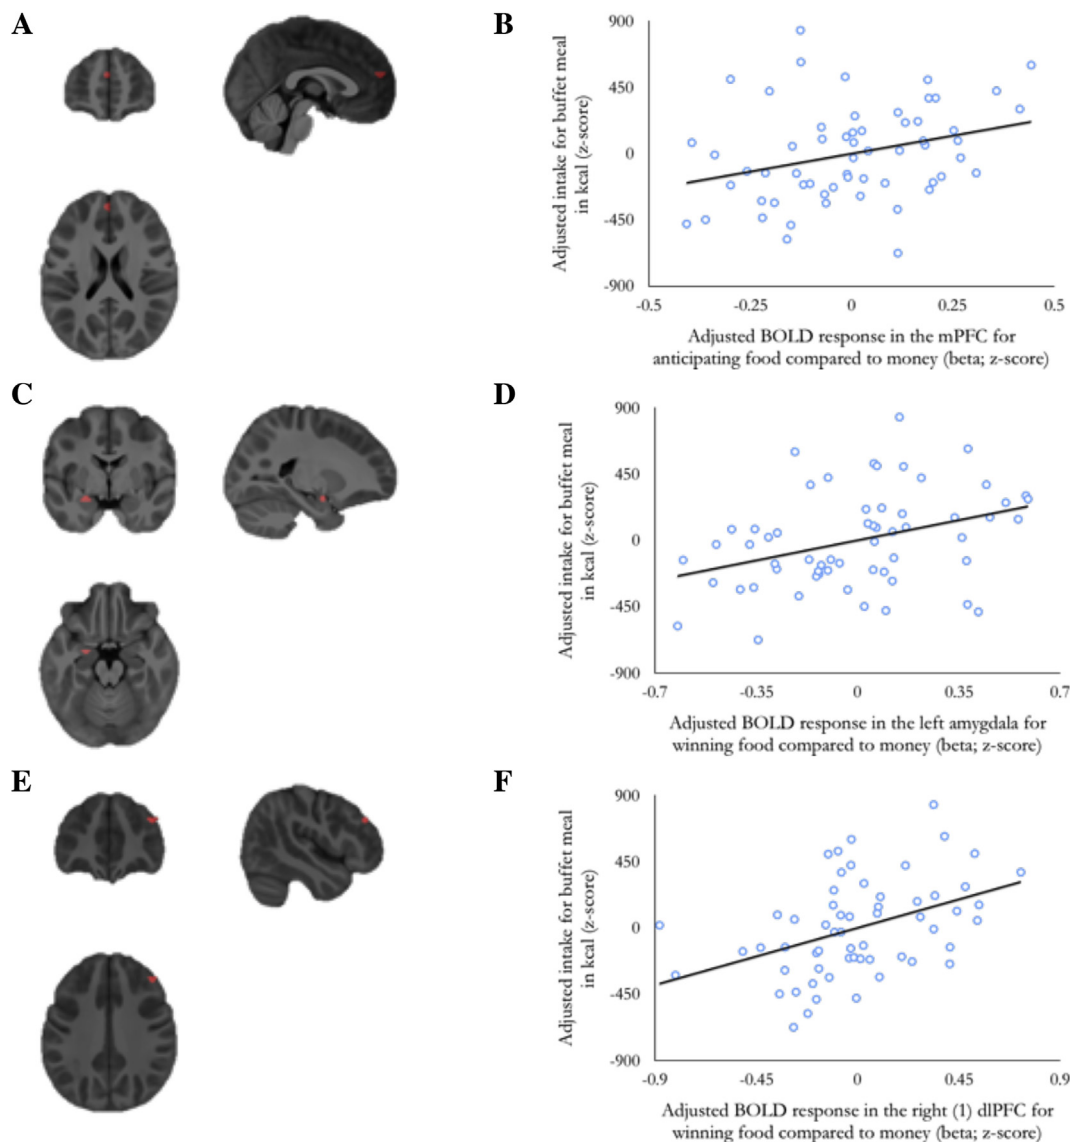 A
B
Adjusted intake for buffet meal
in kcal (z-score)
900
450
0
-450
-900
-0.5
-0.25
0
0.25
0.5
Adjusted BOLD response in the mPFC for
anticipating food compared to money (beta; z-score)
C
D
Adjusted intake for buffet meal
in kcal (z-score)
900
450
0
-450
-900
-0.7
-0.35
0
0.35
0.7
Adjusted BOLD response in the left amygdala for
winning food compared to money (beta; z-score)
E
F
Adjusted intake for buffet meal
in kcal (z-score)
900
450
0
-450
-900
-0.9
-0.45
0
0.45
0.9
Adjusted BOLD response in the right (1) dlPFC for
winning food compared to money (beta; z-score)